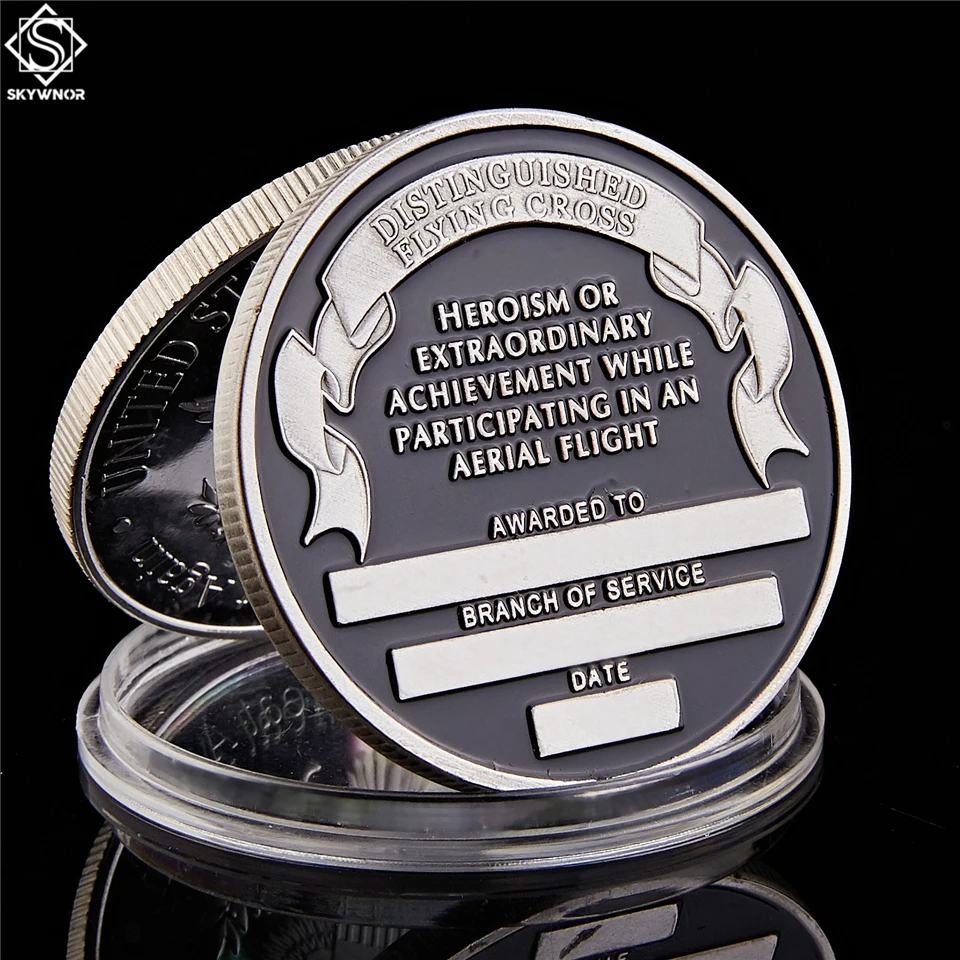 SKYWNOR
DISTINGUISHED
FLYING CROSS
HEROISM OR
EXTRAORDINARY
ACHIEVEMENT WHILE
PARTICIPATING IN AN
AERIAL FLIGHT
AWARDED TO
BRANCH OF SERVICE
DATE
UNITED
Again